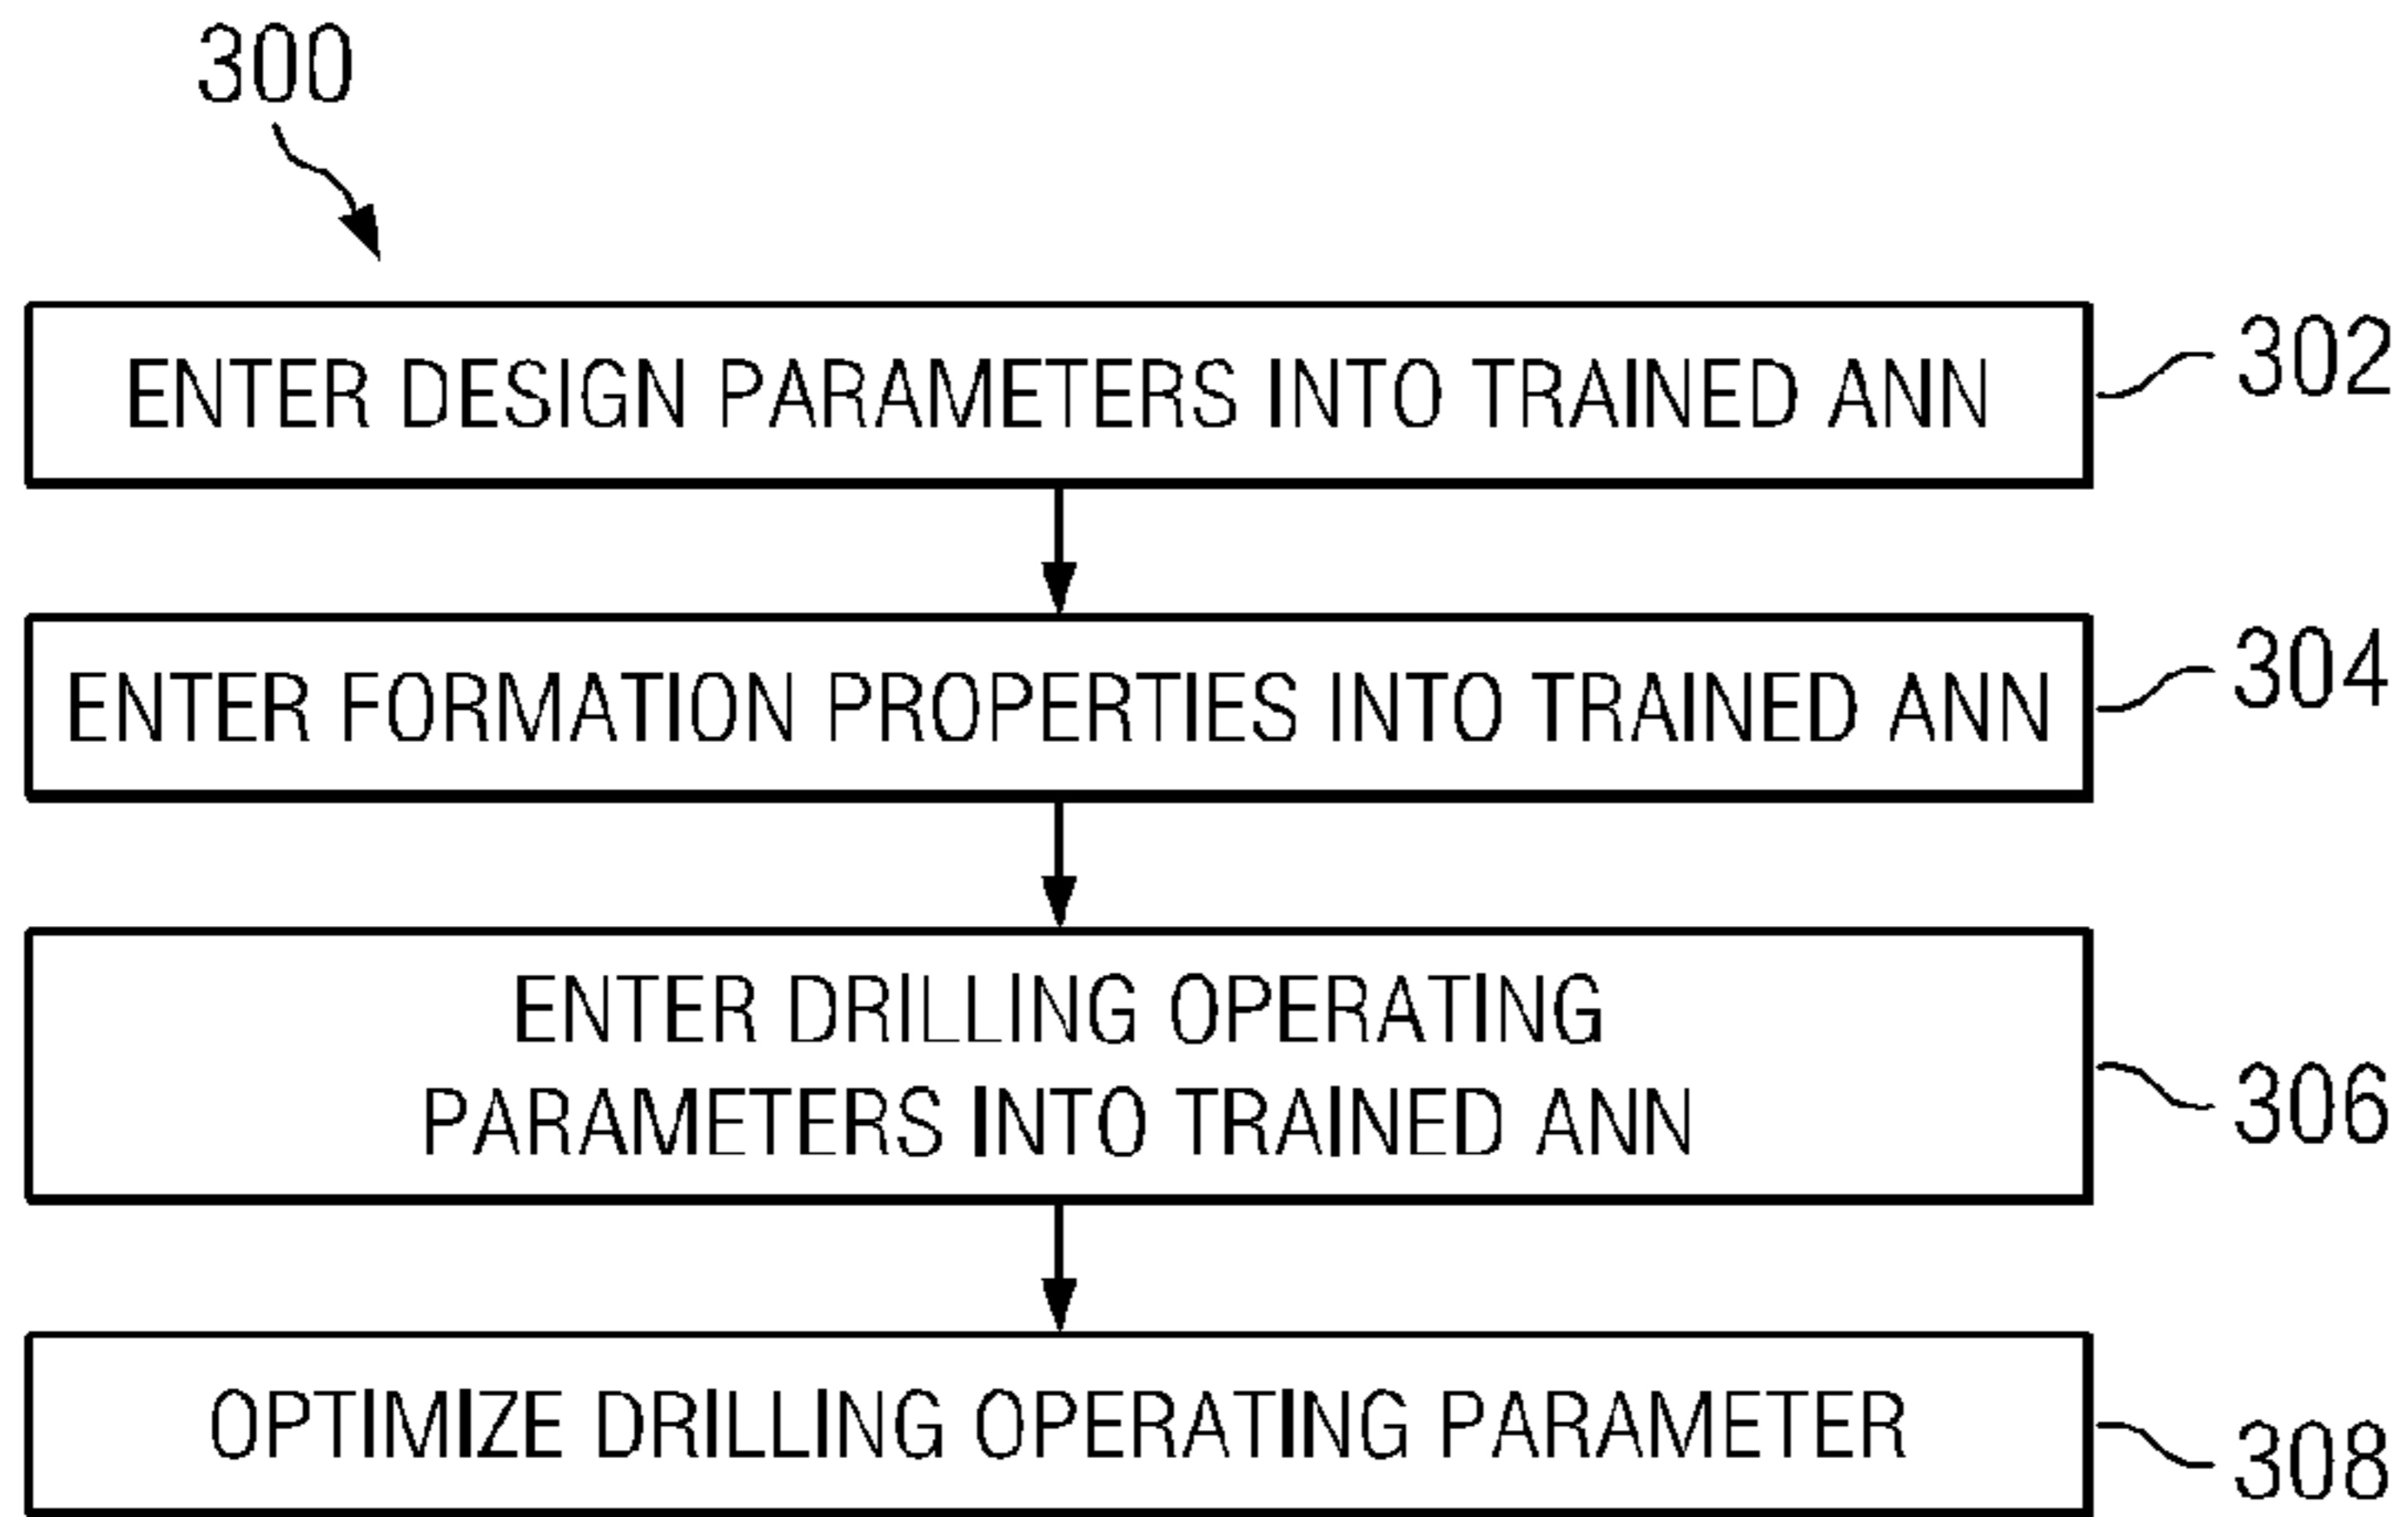 300
ENTER DESIGN PARAMETERS INTO TRAINED ANN
302
ENTER FORMATION PROPERTIES INTO TRAINED ANN
304
ENTER DRILLING OPERATING
PARAMETERS INTO TRAINED ANN
306
OPTIMIZE DRILLING OPERATING PARAMETER
308